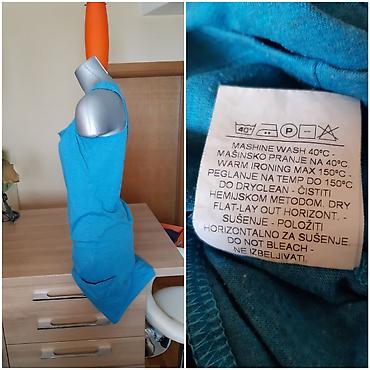 40° P
MASHINE WASH 40°C -
MAŠINSKO PRANJE NA 40°C
WARM IRONING MAX 150°C -
PEGLANJE NA TEMP DO 150°C
DO DRYCLEAN - ČISTITI
HEMIJSKOM METODOM. DRY
FLAT-LAY OUT HORIZONT. -
SUŠENJE - POLOŽITI
HORIZONTALNO ZA SUŠENJE
DO NOT BLEACH -
NE IZBELJIVATI.